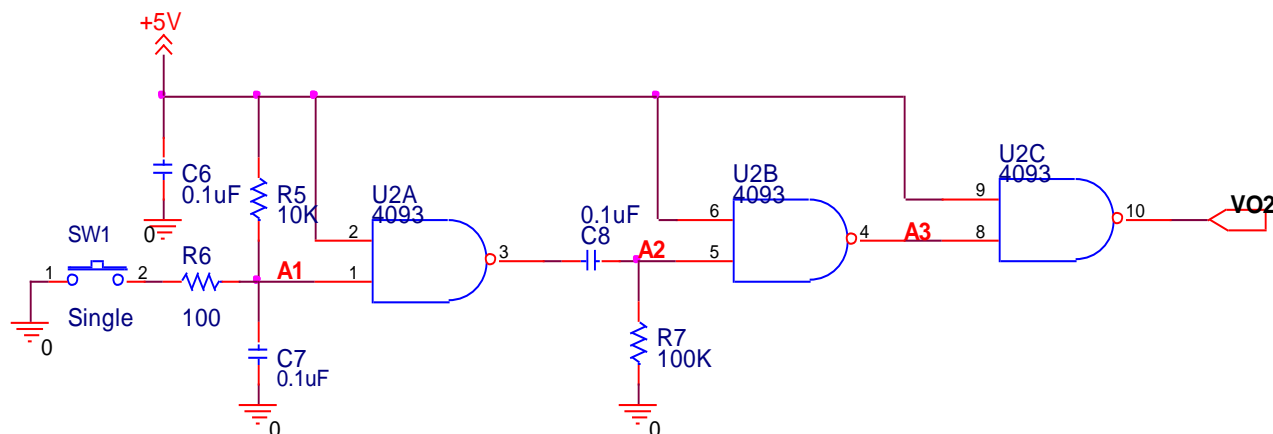 +5V
C6
0.1uF
0
R5
10K
U2A
4093
2
1
3
SW1
1
2
Single
0
R6
100
A1
C7
0.1uF
0
0.1uF
C8
A2
R7
100K
0
U2B
4093
6
5
4
A3
U2C
4093
9
8
10
VO2